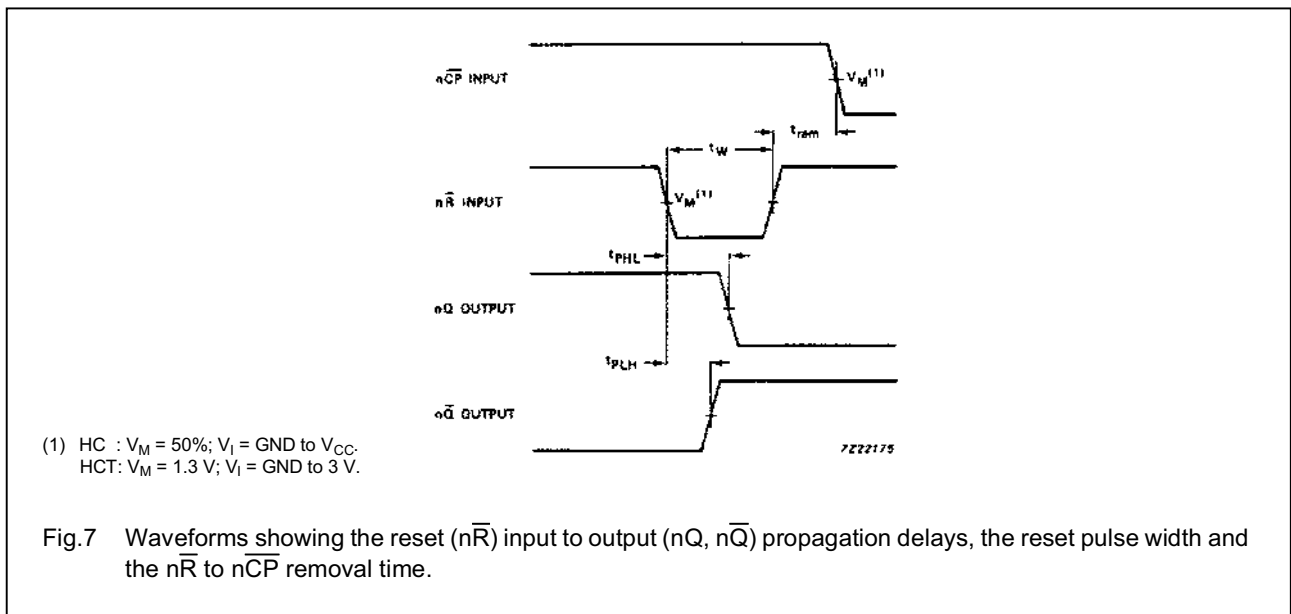 nC̅P̅ INPUT
V_M(1)
t_rem
t_W
nR̅ INPUT
V_M(1)
t_PHL
nQ OUTPUT
t_PLH
nQ̅ OUTPUT
7Z22175
(1) HC : V_M = 50%; V_I = GND to V_CC.
HCT: V_M = 1.3 V; V_I = GND to 3 V.
Fig.7 Waveforms showing the reset (nR̅) input to output (nQ, nQ̅) propagation delays, the reset pulse width and
the nR̅ to nC̅P̅ removal time.